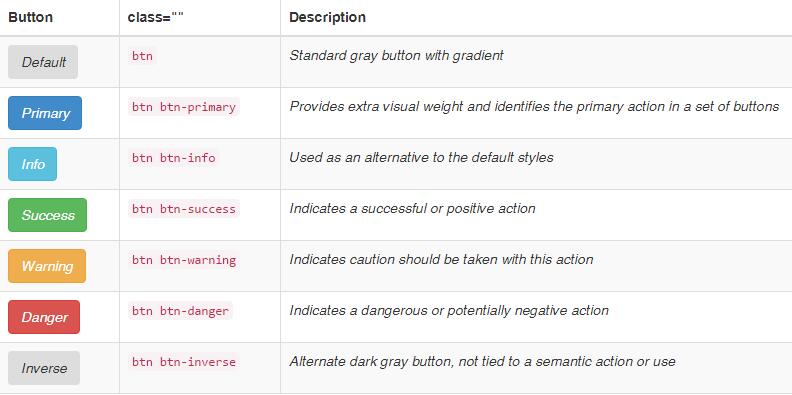 Button class="" Description
Default btn Standard gray button with gradient
Primary btn btn-primary Provides extra visual weight and identifies the primary action in a set of buttons
Info btn btn-info Used as an alternative to the default styles
Success btn btn-success Indicates a successful or positive action
Warning btn btn-warning Indicates caution should be taken with this action
Danger btn btn-danger Indicates a dangerous or potentially negative action
Inverse btn btn-inverse Alternate dark gray button, not tied to a semantic action or use